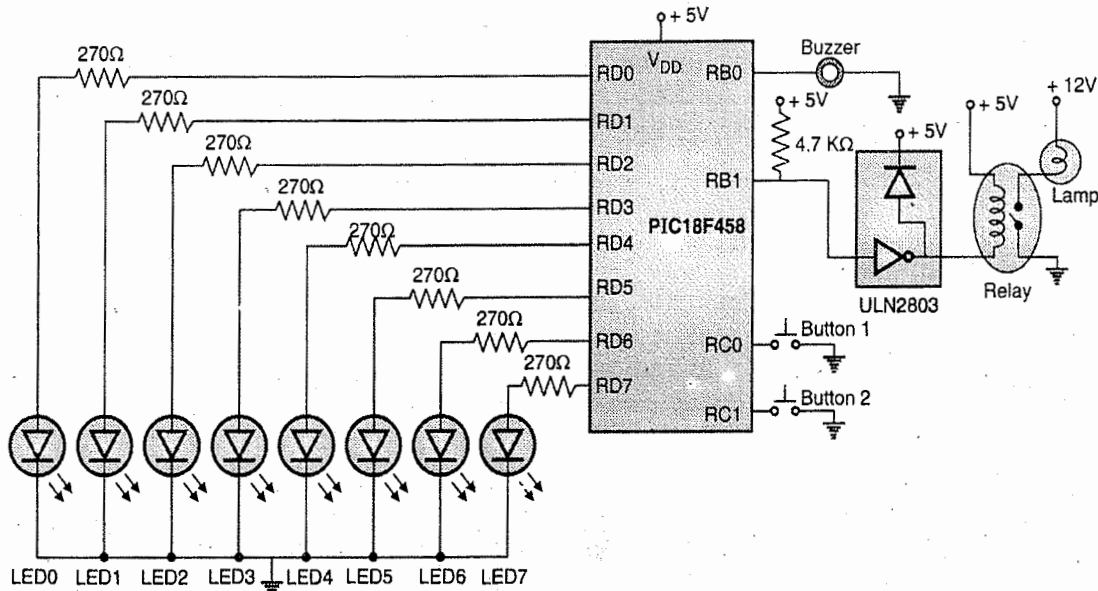 + 5V
270Ω
VDD
Buzzer
RD0
RB0
270Ω
+ 5V
+ 5V
+ 12V
RD1
+ 5V
4.7 KΩ
270Ω
RD2
RB1
Lamp
270Ω
RD3
PIC18F458
270Ω
RD4
270Ω
RD5
Relay
ULN2803
270Ω
RD6
RC0
Button 1
270Ω
RD7
RC1
Button 2
LED0 LED1 LED2 LED3 LED4 LED5 LED6 LED7